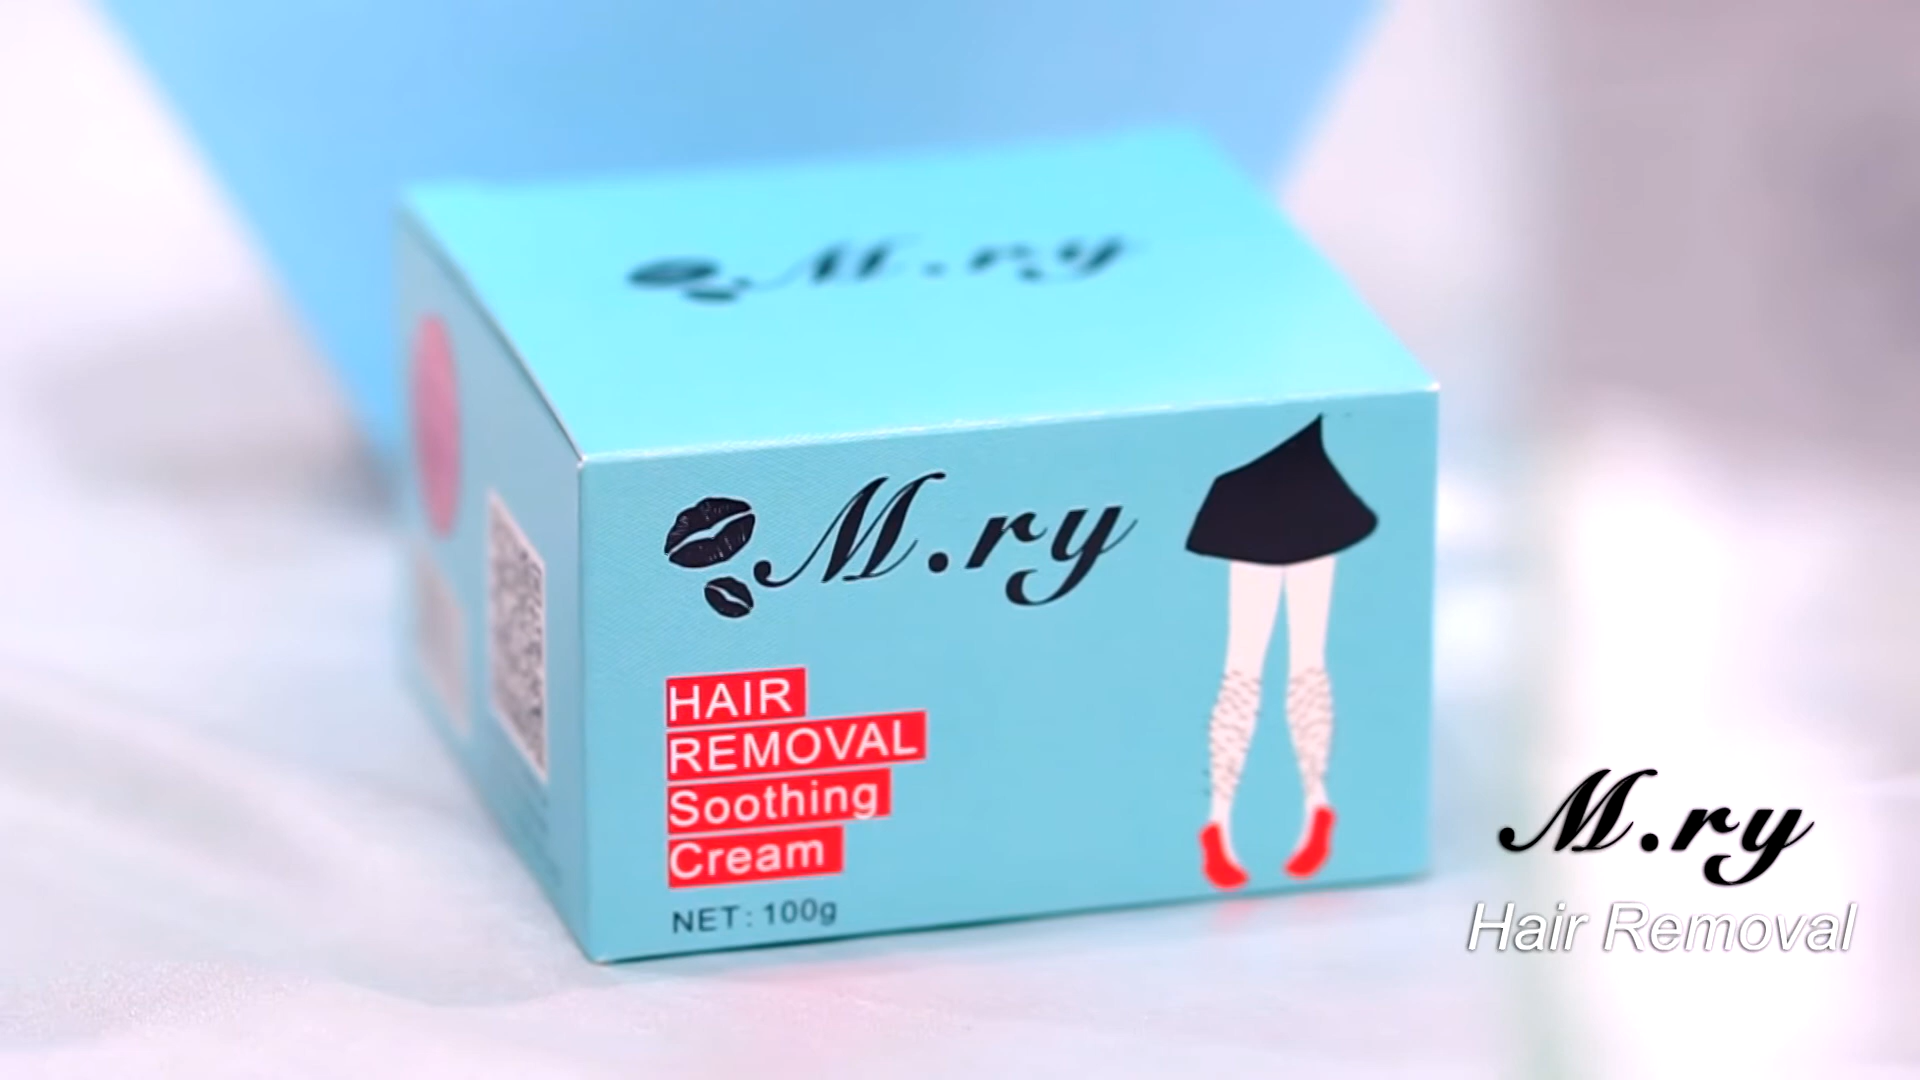 M.ry
M.ry
HAIR
REMOVAL
Soothing
Cream
NET: 100g
M.ry
Hair Removal